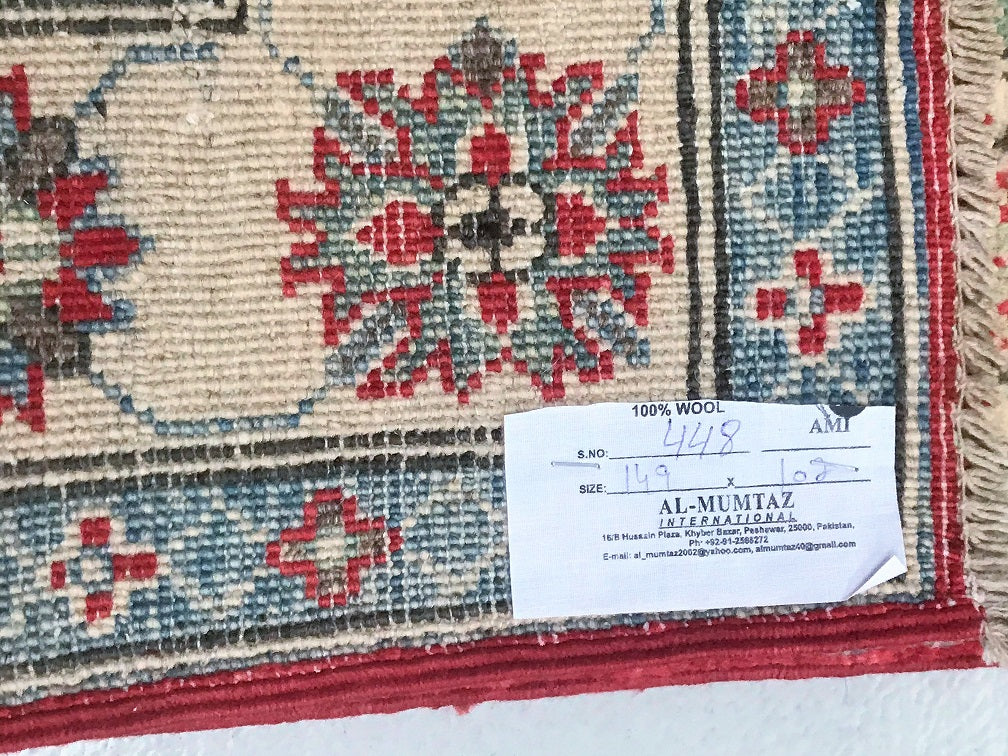 100% WOOL
AMI
S.NO: 448
SIZE: 149 x 102
AL-MUMTAZ
INTERNATIONAL
16/B Hussain Plaza, Khyber Bazar, Peshawar, 25000, Pakistan,
Ph: +92-91-2566272
E-mail: al_mumtaz2002@yahoo.com, almumtaz40@gmail.com